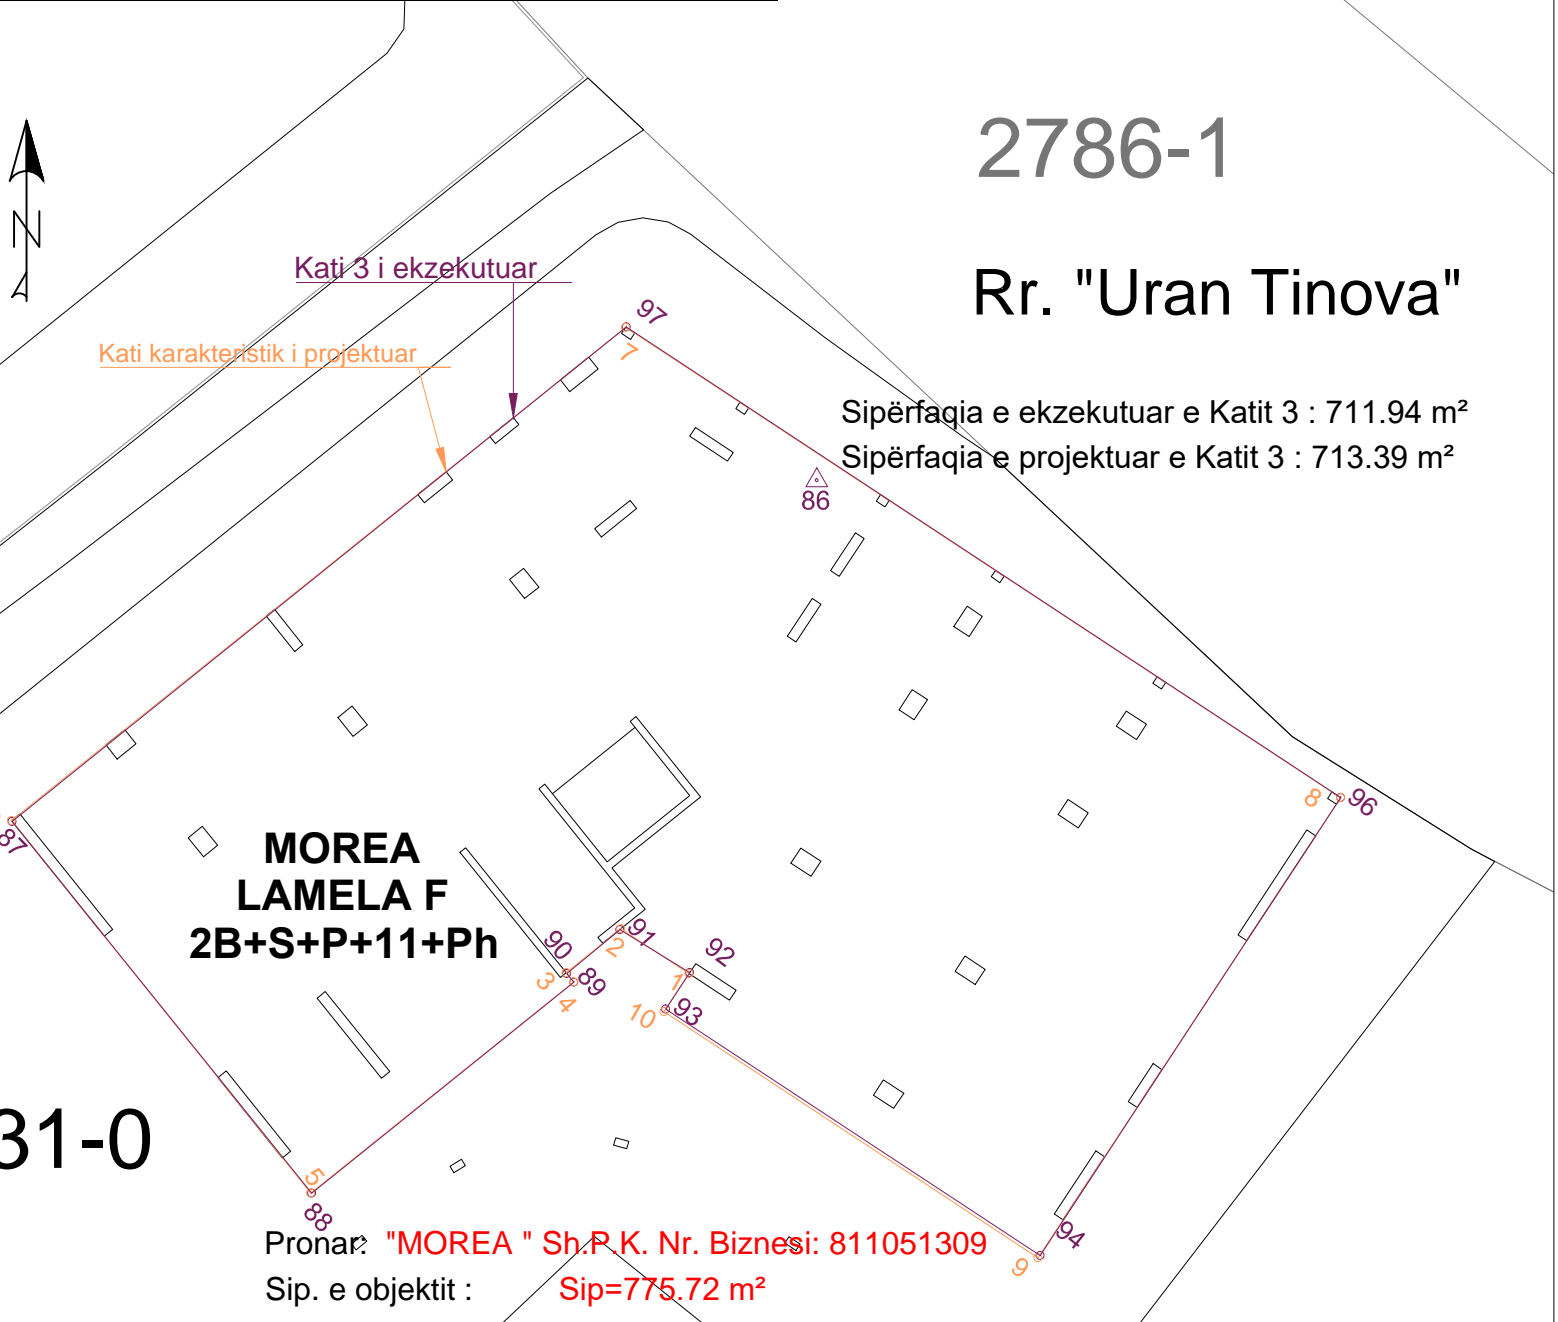 2786-1
N
Rr. "Uran Tinova"
Kati 3 i ekzekutuar
97
Kati karakteristik i projektuar
7
Sipërfaqia e ekzekutuar e Katit 3 : 711.94 m²
Sipërfaqia e projektuar e Katit 3 : 713.39 m²
86
8
96
87
MOREA
LAMELA F
2B+S+P+11+Ph
90
91
2
92
3
89
1
4
10
93
31-0
5
88
94
9
Pronar: "MOREA " Sh.P.K. Nr. Biznesi: 811051309
Sip. e objektit : Sip=775.72 m²